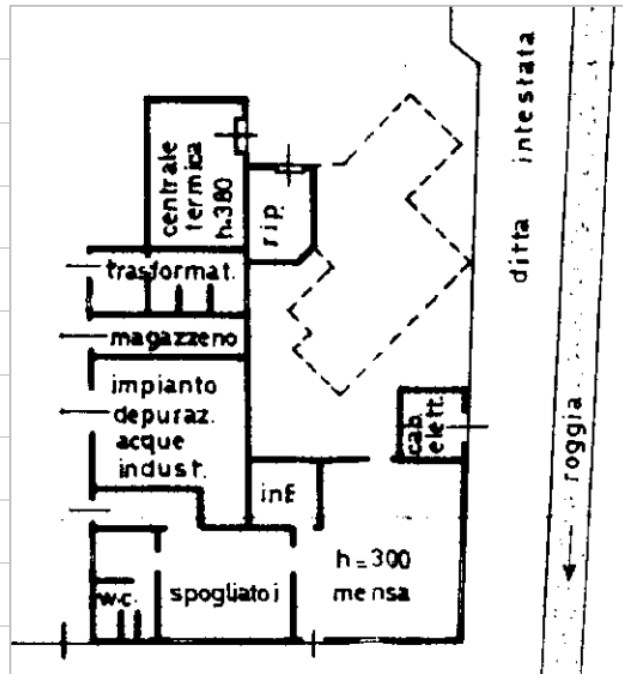 centrale
termica
h.380
rip.
trasformat.
magazzeno
impianto
depuraz.
acque
indust.
cab.
elett.
inf
h=300
mensa
spogliatoi
w.c.
ditta intestata
roggia